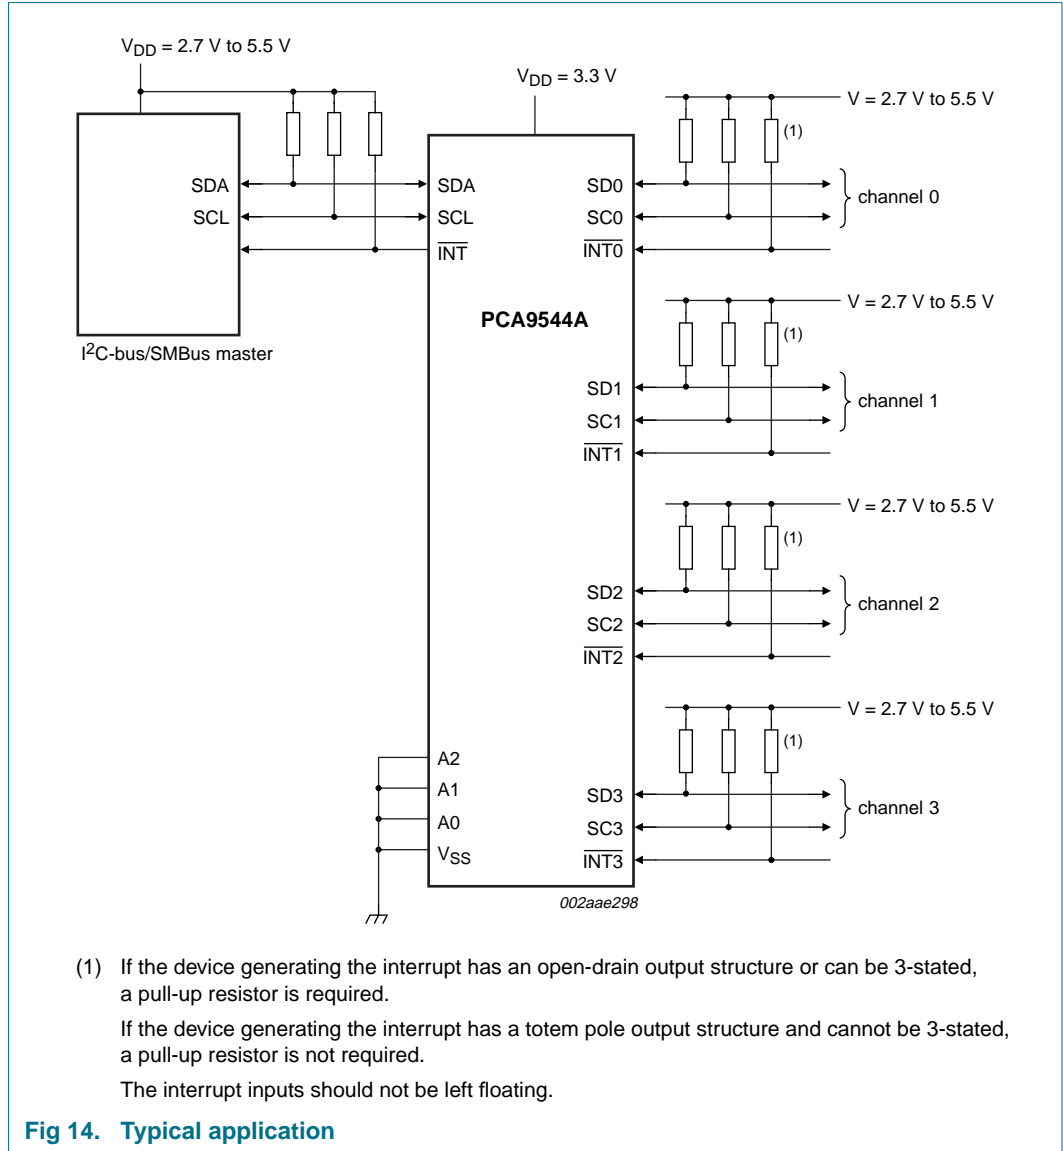 VDD = 2.7 V to 5.5 V
VDD = 3.3 V
V = 2.7 V to 5.5 V
(1)
SDA
SCL
SDA
SCL
INT
SD0
SC0
INT0
channel 0
I2C-bus/SMBus master
PCA9544A
V = 2.7 V to 5.5 V
(1)
SD1
SC1
INT1
channel 1
V = 2.7 V to 5.5 V
(1)
SD2
SC2
INT2
channel 2
V = 2.7 V to 5.5 V
(1)
SD3
SC3
INT3
channel 3
A2
A1
A0
VSS
002aae298
(1) If the device generating the interrupt has an open-drain output structure or can be 3-stated,
a pull-up resistor is required.
If the device generating the interrupt has a totem pole output structure and cannot be 3-stated,
a pull-up resistor is not required.
The interrupt inputs should not be left floating.
Fig 14. Typical application